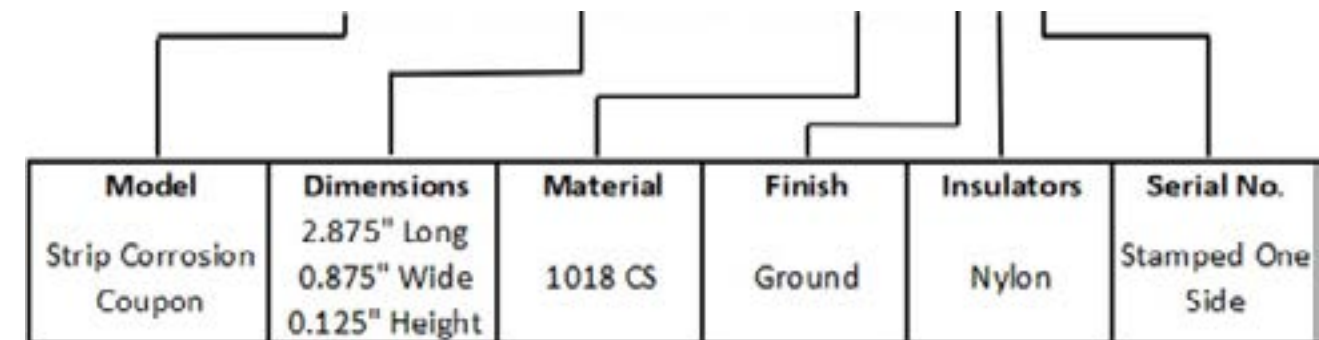 Model
Strip Corrosion
Coupon
Dimensions
2.875" Long
0.875" Wide
0.125" Height
Material
1018 CS
Finish
Ground
Insulators
Nylon
Serial No.
Stamped One
Side